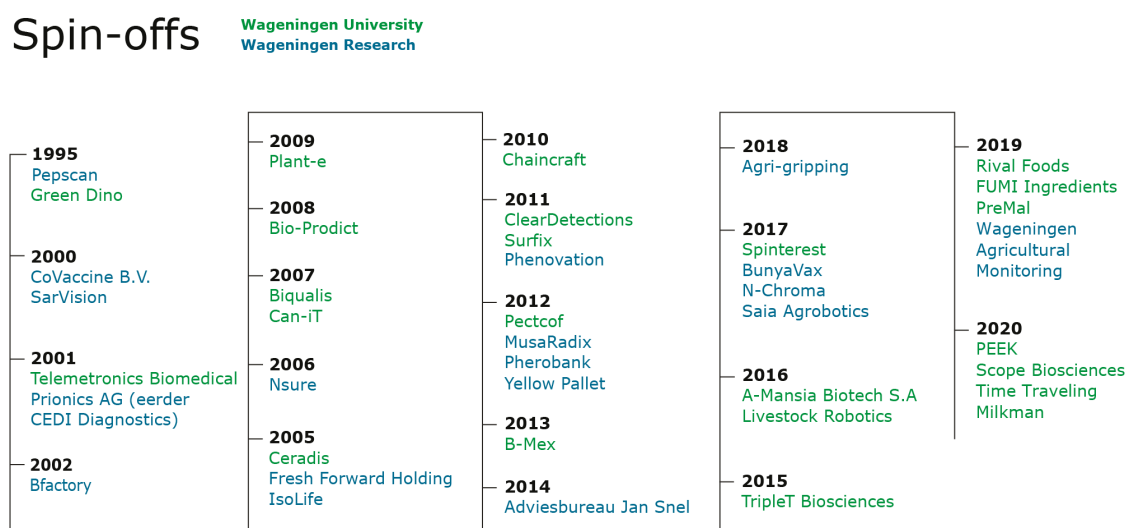 Spin-offs
Wageningen University
Wageningen Research
1995
Pepscan
Green Dino
2000
CoVaccine B.V.
SarVision
2001
Telemetronics Biomedical
Prionics AG (eerder
CEDI Diagnostics)
2002
Bfactory
2009
Plant-e
2008
Bio-Prodict
2007
Biqualis
Can-iT
2006
Nsure
2005
Ceradis
Fresh Forward Holding
IsoLife
2010
Chaincraft
2011
ClearDetections
Surfix
Phenovation
2012
Pectcof
MusaRadix
Pherobank
Yellow Pallet
2013
B-Mex
2014
Adviesbureau Jan Snel
2018
Agri-gripping
2017
Spinterest
BunyaVax
N-Chroma
Saia Agrobotics
2016
A-Mansia Biotech S.A
Livestock Robotics
2015
TripleT Biosciences
2019
Rival Foods
FUMI Ingredients
PreMal
Wageningen
Agricultural
Monitoring
2020
PEEK
Scope Biosciences
Time Traveling
Milkman